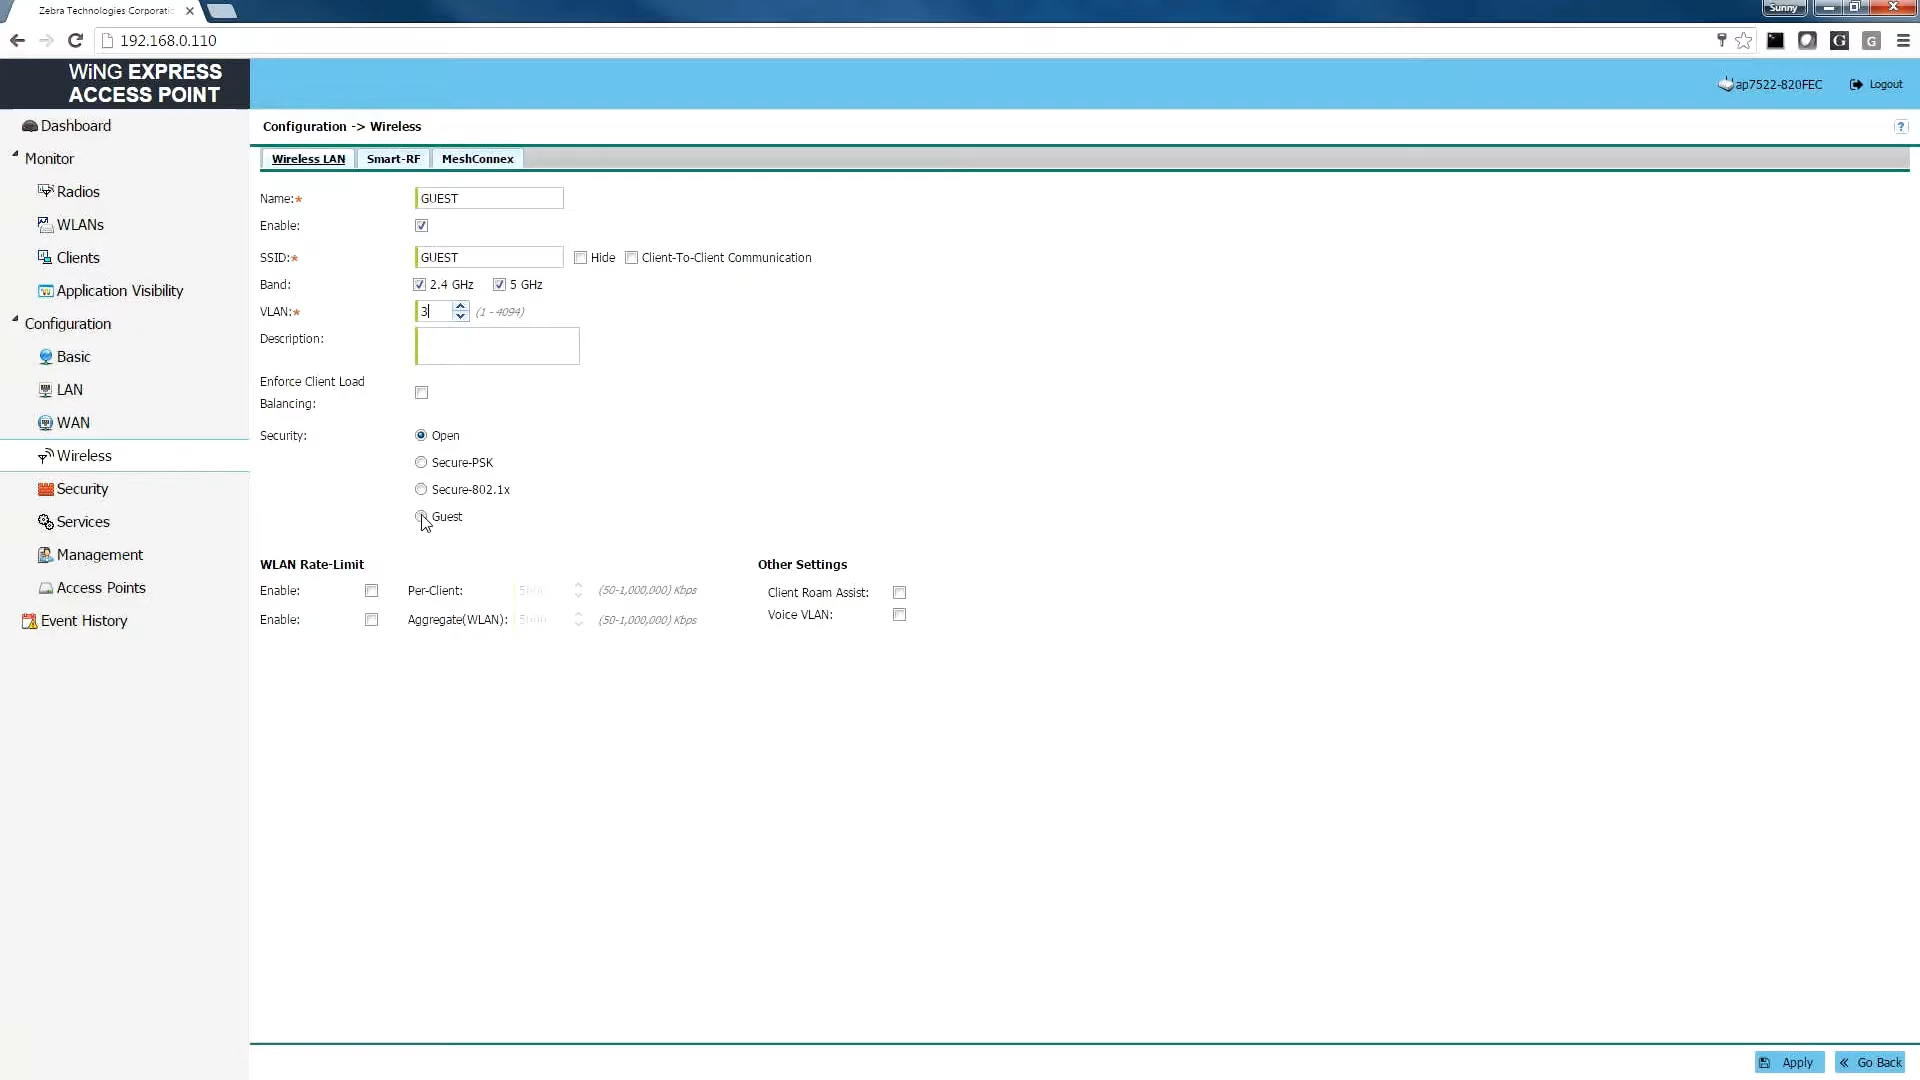 Zebra Technologies Corporati
Sunny
192.168.0.110
G
G
WiNG EXPRESS
ACCESS POINT
ap7522-820FEC
Logout
Dashboard
Monitor
Radios
WLANs
Clients
Application Visibility
Configuration
Basic
LAN
WAN
Wireless
Security
Services
Management
Access Points
Event History
Configuration -> Wireless
?
Wireless LAN Smart-RF MeshConnex
Name:* GUEST
Enable:
SSID:* GUEST Hide Client-To-Client Communication
Band: 2.4 GHz 5 GHz
VLAN:* 3 (1 - 4094)
Description:
Enforce Client Load
Balancing:
Security: Open
Secure-PSK
Secure-802.1x
Guest
WLAN Rate-Limit
Enable: Per-Client: (50-1,000,000) Kbps
Enable: Aggregate(WLAN): (50-1,000,000) Kbps
Other Settings
Client Roam Assist:
Voice VLAN:
Apply
« Go Back